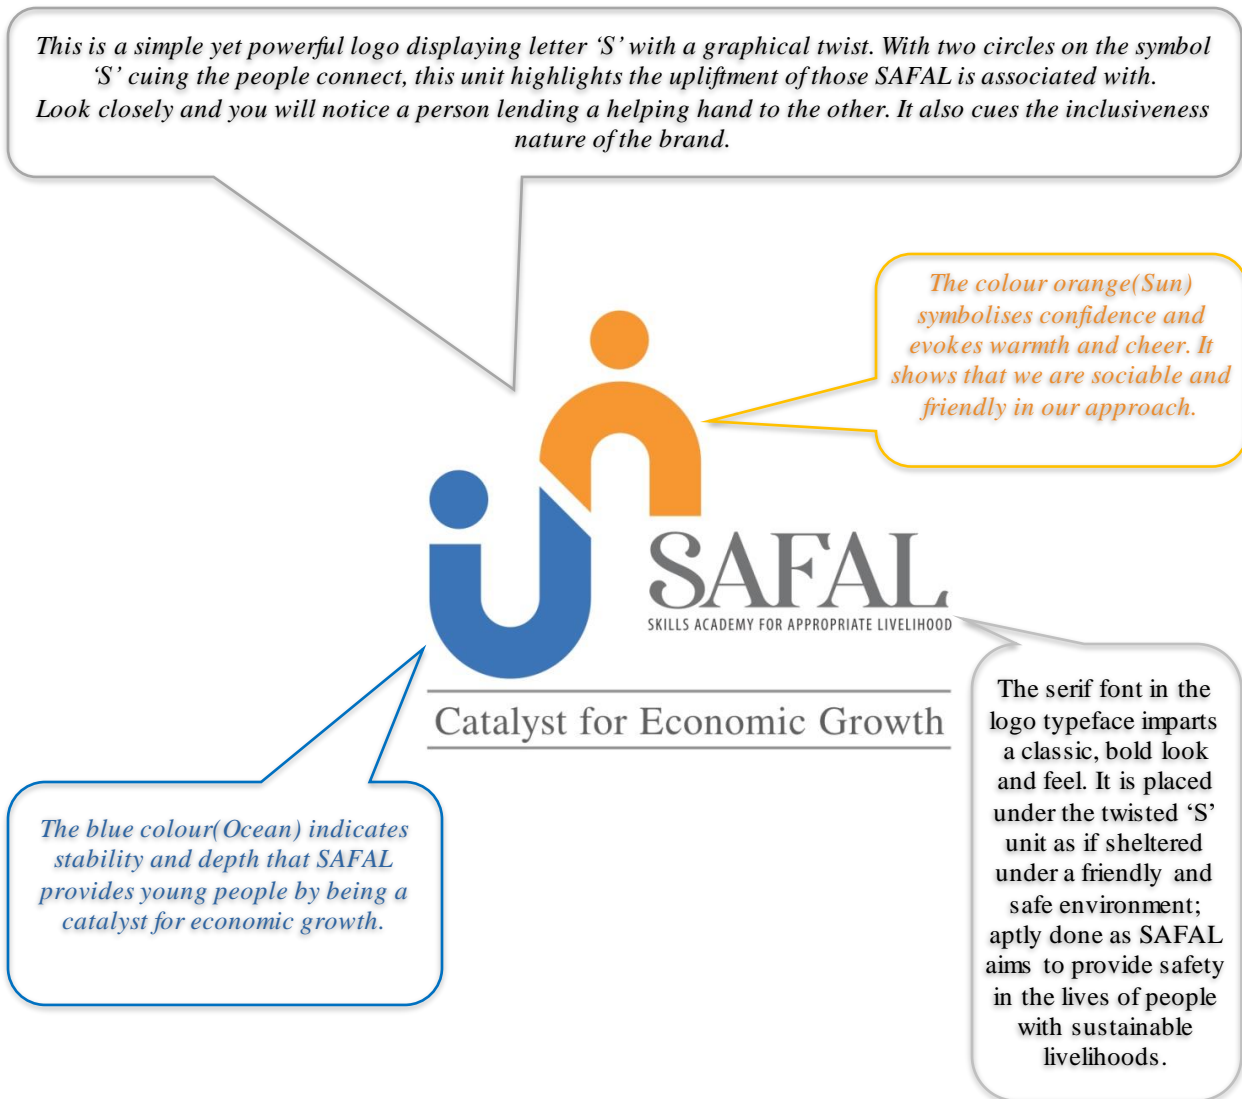 This is a simple yet powerful logo displaying letter ‘S’ with a graphical twist. With two circles on the symbol
‘S’ cuing the people connect, this unit highlights the upliftment of those SAFAL is associated with.
Look closely and you will notice a person lending a helping hand to the other. It also cues the inclusiveness
nature of the brand.
The colour orange(Sun)
symbolises confidence and
evokes warmth and cheer. It
shows that we are sociable and
friendly in our approach.
SAFAL
SKILLS ACADEMY FOR APPROPRIATE LIVELIHOOD
Catalyst for Economic Growth
The serif font in the
logo typeface imparts
a classic, bold look
and feel. It is placed
under the twisted ‘S’
unit as if sheltered
under a friendly and
safe environment;
aptly done as SAFAL
aims to provide safety
in the lives of people
with sustainable
livelihoods.
The blue colour(Ocean) indicates
stability and depth that SAFAL
provides young people by being a
catalyst for economic growth.